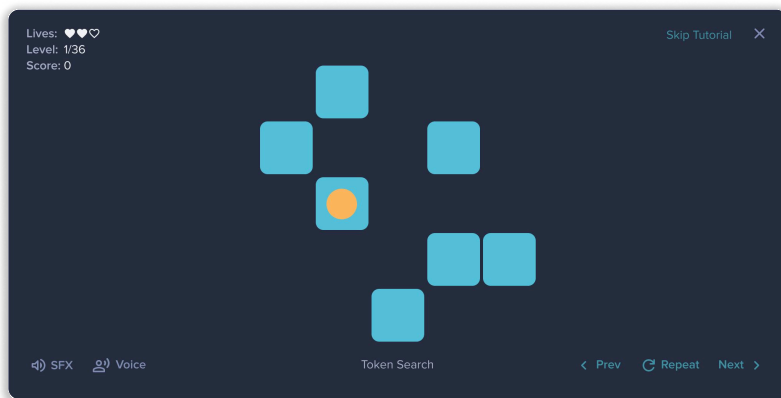 Lives:
Level: 1/36
Score: 0
Skip Tutorial
SFX
Voice
Token Search
Prev
Repeat
Next